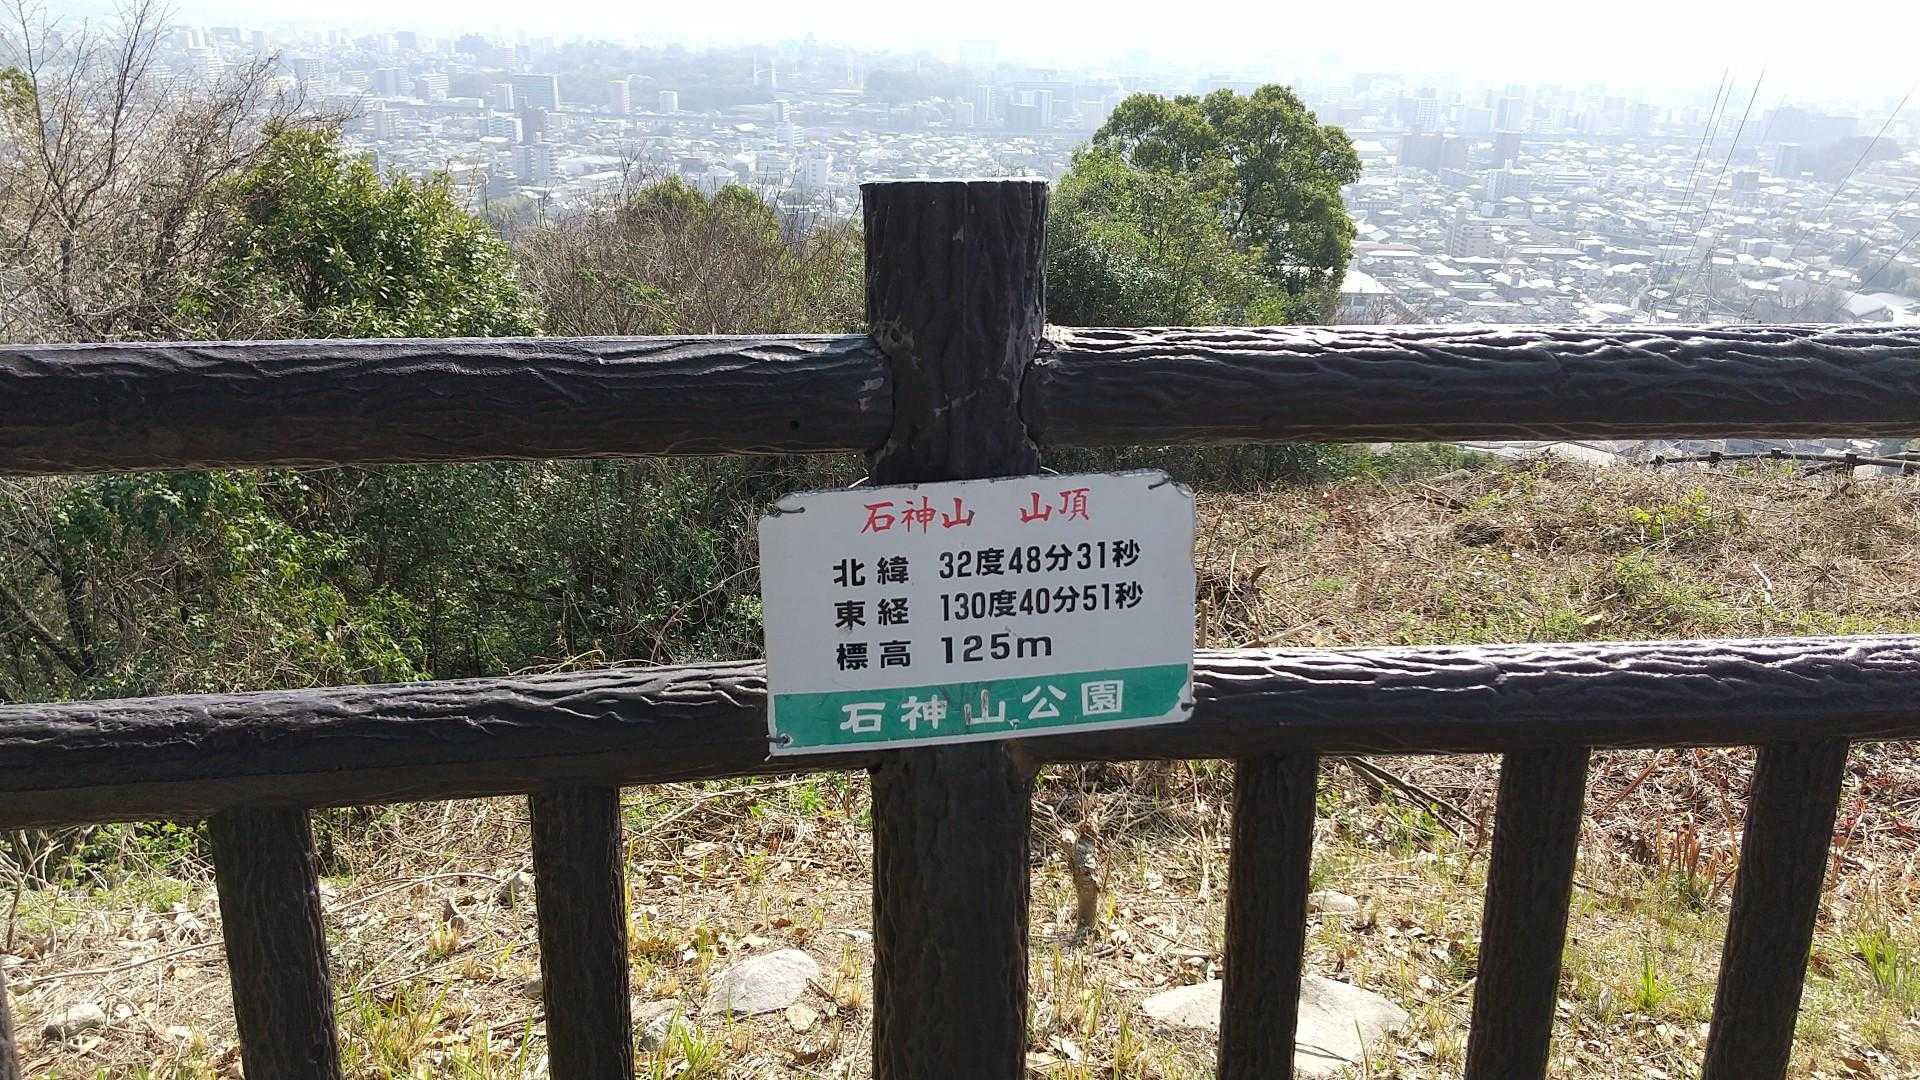 石神山 山頂
北緯 32度48分31秒
東経 130度40分51秒
標高 125m
石神山公園